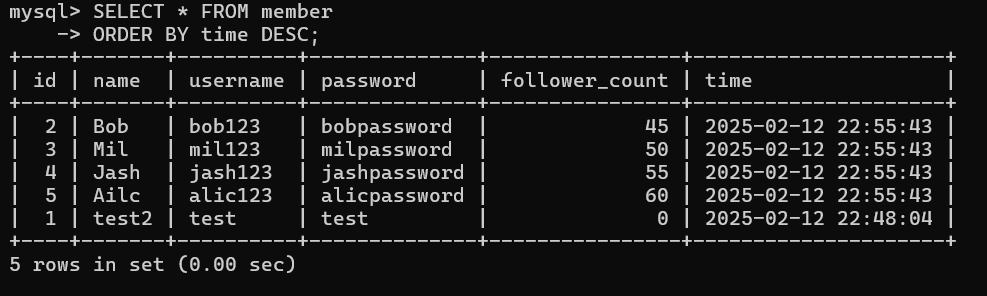 mysql> SELECT * FROM member
    -> ORDER BY time DESC;
+----+-------+----------+--------------+----------------+---------------------+
| id | name  | username | password     | follower_count | time                |
+----+-------+----------+--------------+----------------+---------------------+
|  2 | Bob   | bob123   | bobpassword  |             45 | 2025-02-12 22:55:43 |
|  3 | Mil   | mil123   | milpassword  |             50 | 2025-02-12 22:55:43 |
|  4 | Jash  | jash123  | jashpassword |             55 | 2025-02-12 22:55:43 |
|  5 | Ailc  | alic123  | alicpassword |             60 | 2025-02-12 22:55:43 |
|  1 | test2 | test     | test         |              0 | 2025-02-12 22:48:04 |
+----+-------+----------+--------------+----------------+---------------------+
5 rows in set (0.00 sec)